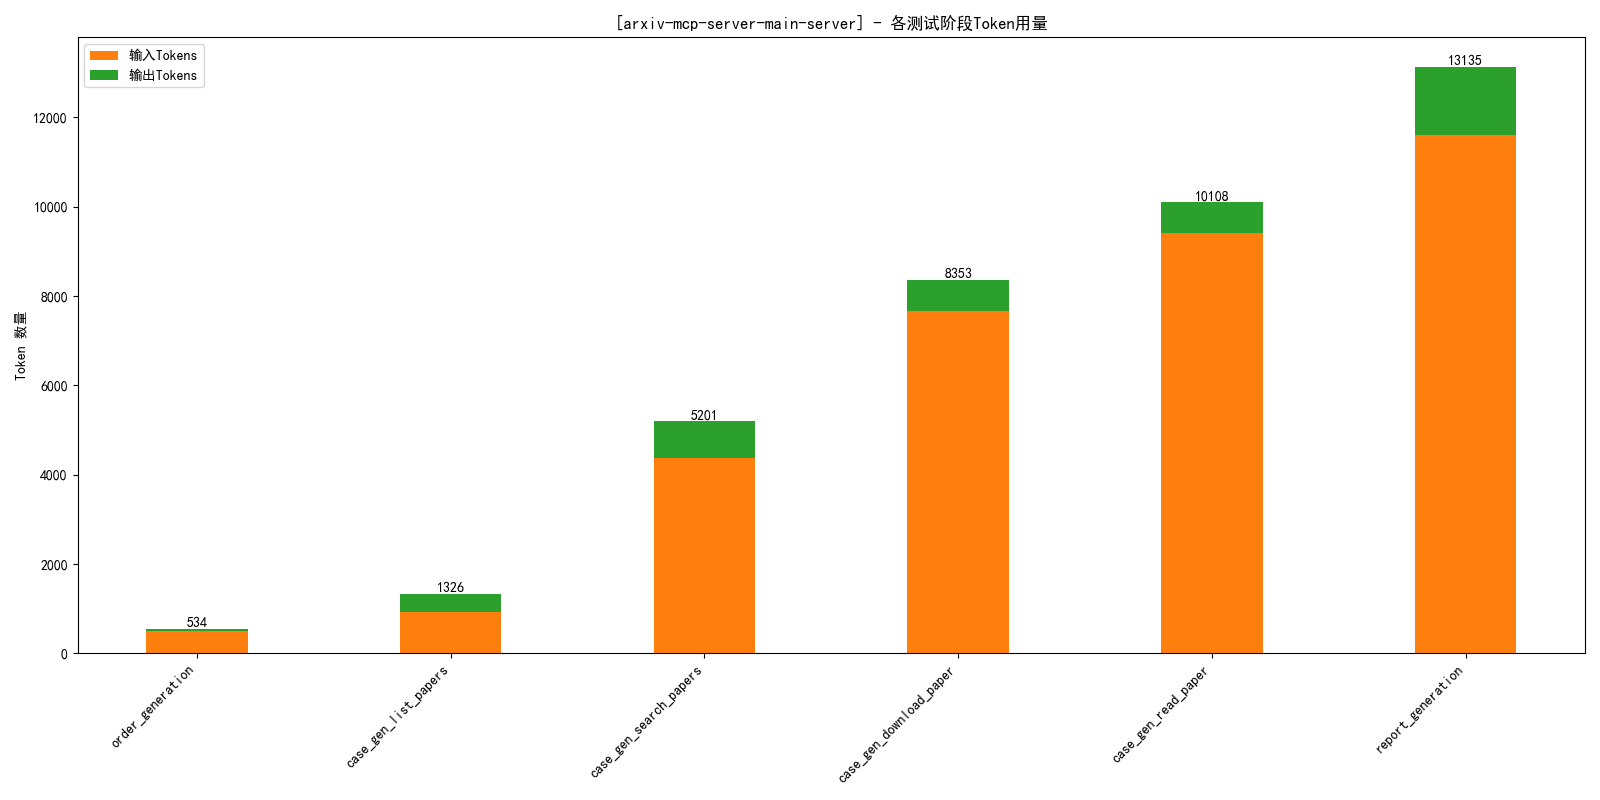 [arxiv-mcp-server-main-server] - 各测试阶段Token用量
输入Tokens
输出Tokens
Token 数量
12000
10000
8000
6000
4000
2000
0
534
1326
5201
8353
10108
13135
order_generation
case_gen_list_papers
case_gen_search_papers
case_gen_download_paper
case_gen_read_paper
report_generation